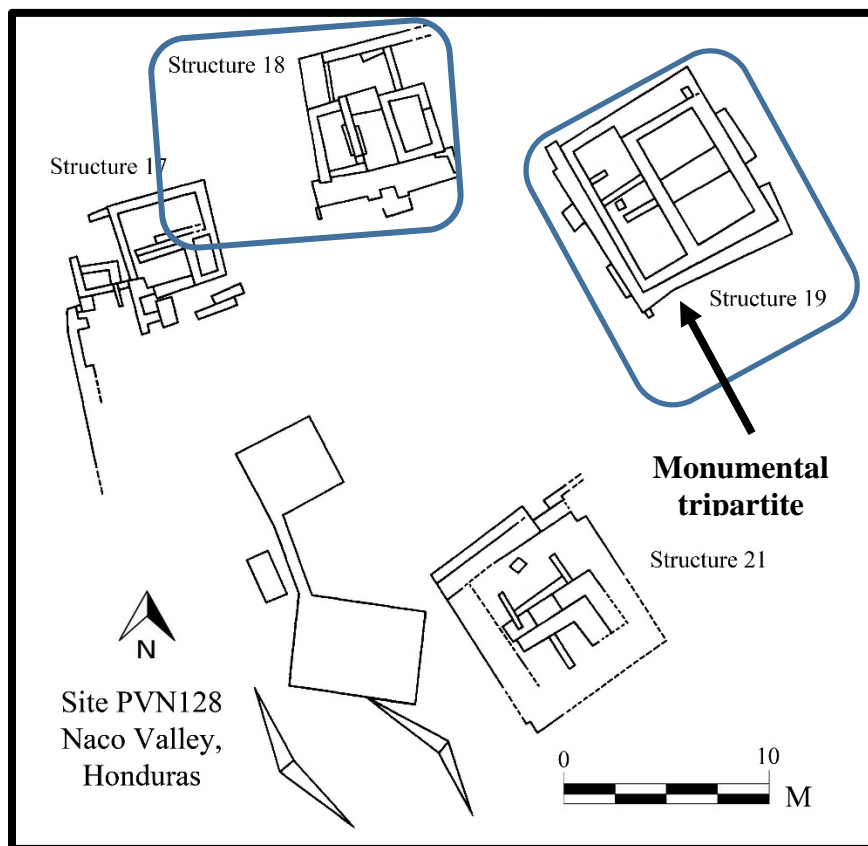 Structure 18
Structure 17
Structure 19
Monumental
tripartite
Structure 21
N
Site PVN128
Naco Valley,
Honduras
0 10
M